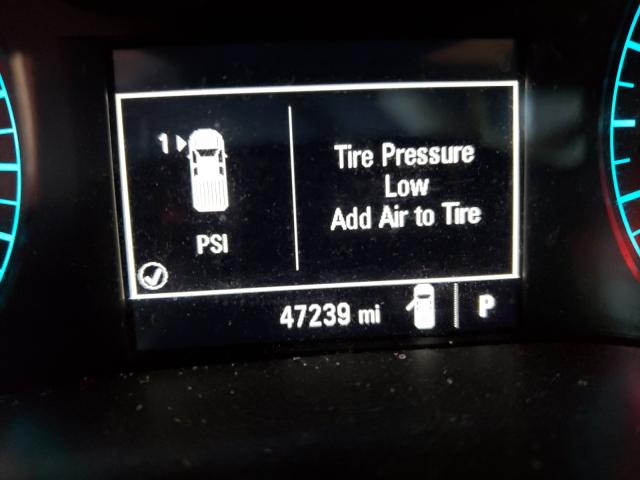 1
PSI
Tire Pressure
Low
Add Air to Tire
47239 mi
P